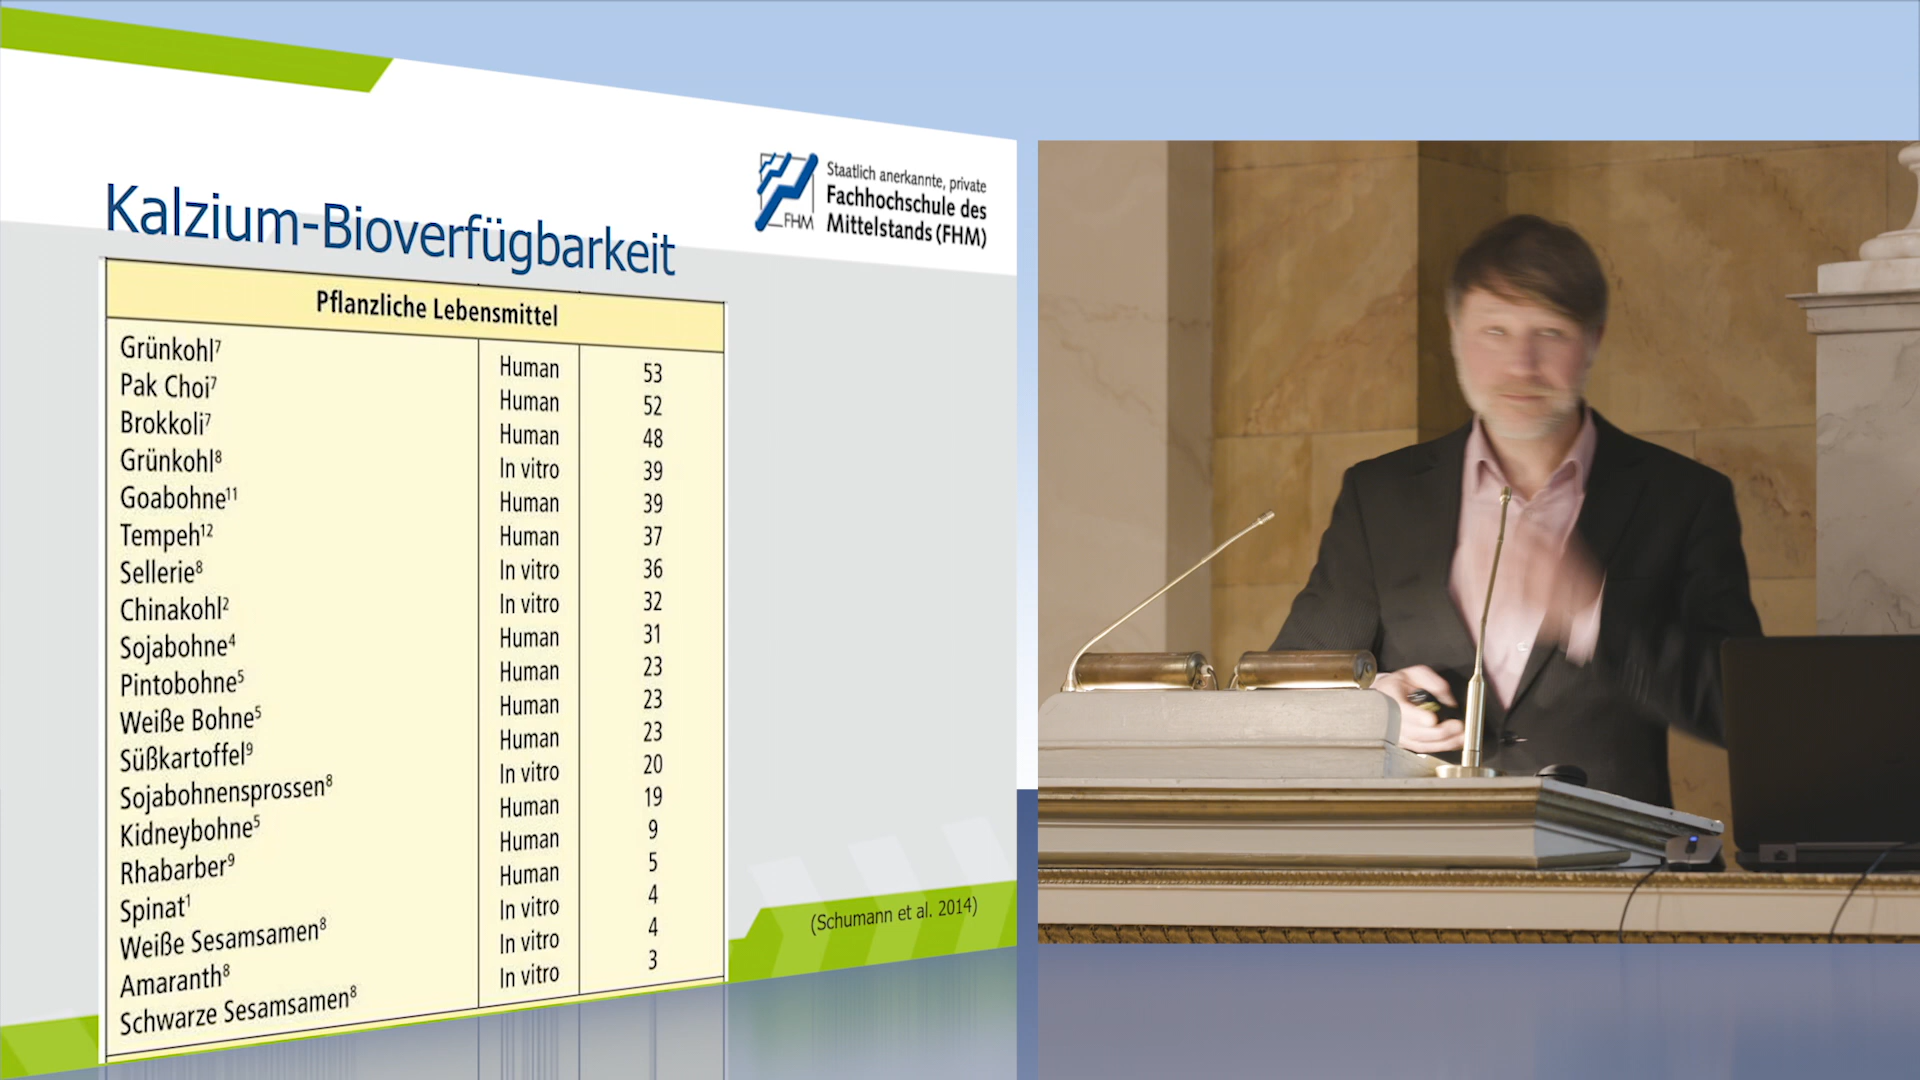 Staatlich anerkannte, private
Fachhochschule des
Mittelstands (FHM)
FHM
Kalzium-Bioverfügbarkeit
Pflanzliche Lebensmittel
Grünkohl⁷ Human 53
Pak Choi⁷ Human 52
Brokkoli⁷ Human 48
Grünkohl⁸ In vitro 39
Goabohne¹¹ Human 39
Tempeh¹² Human 37
Sellerie⁸ In vitro 36
Chinakohl² In vitro 32
Sojabohne⁴ Human 31
Pintobohne⁵ Human 23
Weiße Bohne⁵ Human 23
Süßkartoffel⁹ Human 23
Sojabohnensprossen⁸ In vitro 20
Kidneybohne⁵ Human 19
Rhabarber⁹ Human 9
Spinat¹ Human 5
Weiße Sesamsamen⁸ In vitro 4
Amaranth⁸ In vitro 4
Schwarze Sesamsamen⁸ In vitro 3
(Schumann et al. 2014)